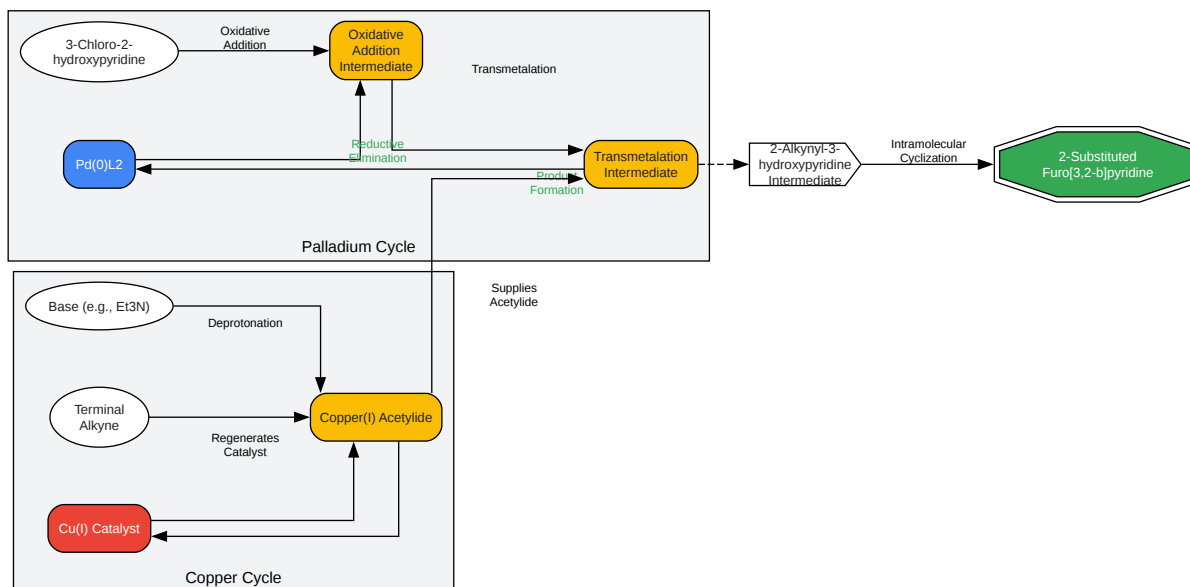 3-Chloro-2-
hydroxypyridine
Oxidative
Addition
Oxidative
Addition
Intermediate
Transmetalation
Pd(0)L2
Reductive
Elimination
Transmetalation
Intermediate
Product
Formation
2-Alkynyl-3-
hydroxypyridine
Intermediate
Intramolecular
Cyclization
2-Substituted
Furo[3,2-b]pyridine
Palladium Cycle
Base (e.g., Et3N)
Deprotonation
Supplies
Acetylide
Terminal
Alkyne
Copper(I) Acetylide
Regenerates
Catalyst
Cu(I) Catalyst
Copper Cycle